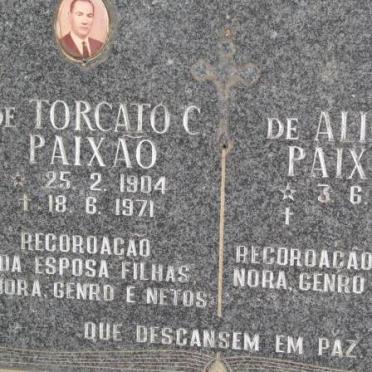 DE TORCATO C
PAIXÃO
☆ 25. 2. 1904
† 18. 6. 1971
RECORDAÇÃO
DA ESPOSA FILHAS
NORA, GENRO E NETOS
DE ALI
PAIX
☆ 3. 6.
†
RECORDAÇÃO
NORA, GENRO
QUE DESCANSEM EM PAZ